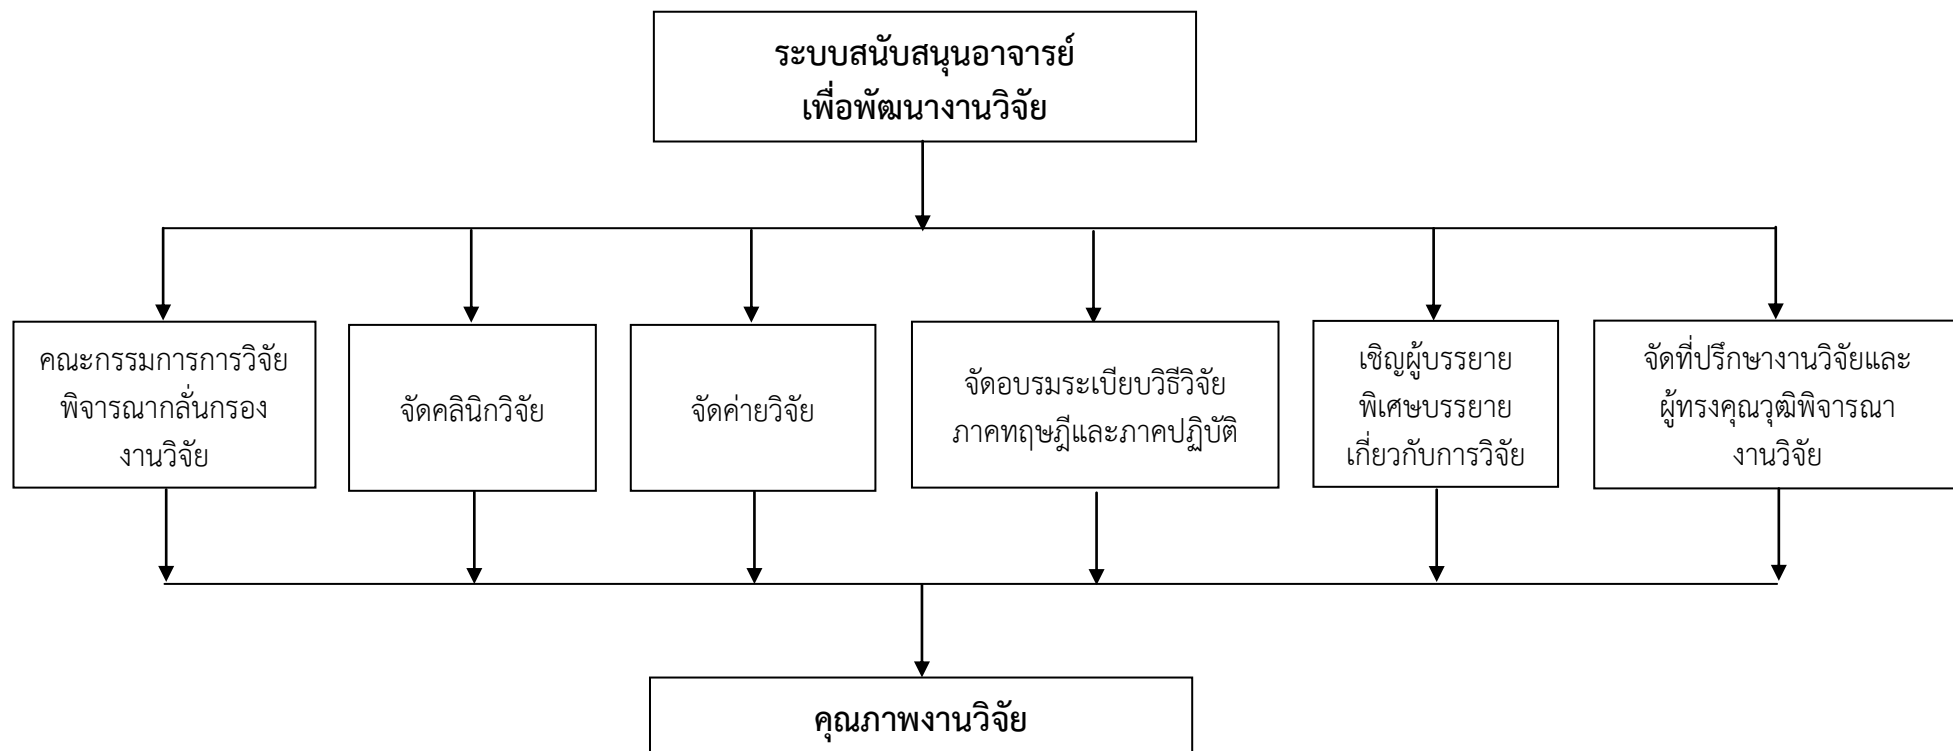 ระบบสนับสนุนอาจารย์
เพื่อพัฒนางานวิจัย
คณะกรรมการการวิจัย
พิจารณากลั่นกรอง
งานวิจัย
จัดคลินิกวิจัย
จัดค่ายวิจัย
จัดอบรมระเบียบวิธีวิจัย
ภาคทฤษฎีและภาคปฏิบัติ
เชิญผู้บรรยาย
พิเศษบรรยาย
เกี่ยวกับการวิจัย
จัดที่ปรึกษางานวิจัยและ
ผู้ทรงคุณวุฒิพิจารณา
งานวิจัย
คุณภาพงานวิจัย